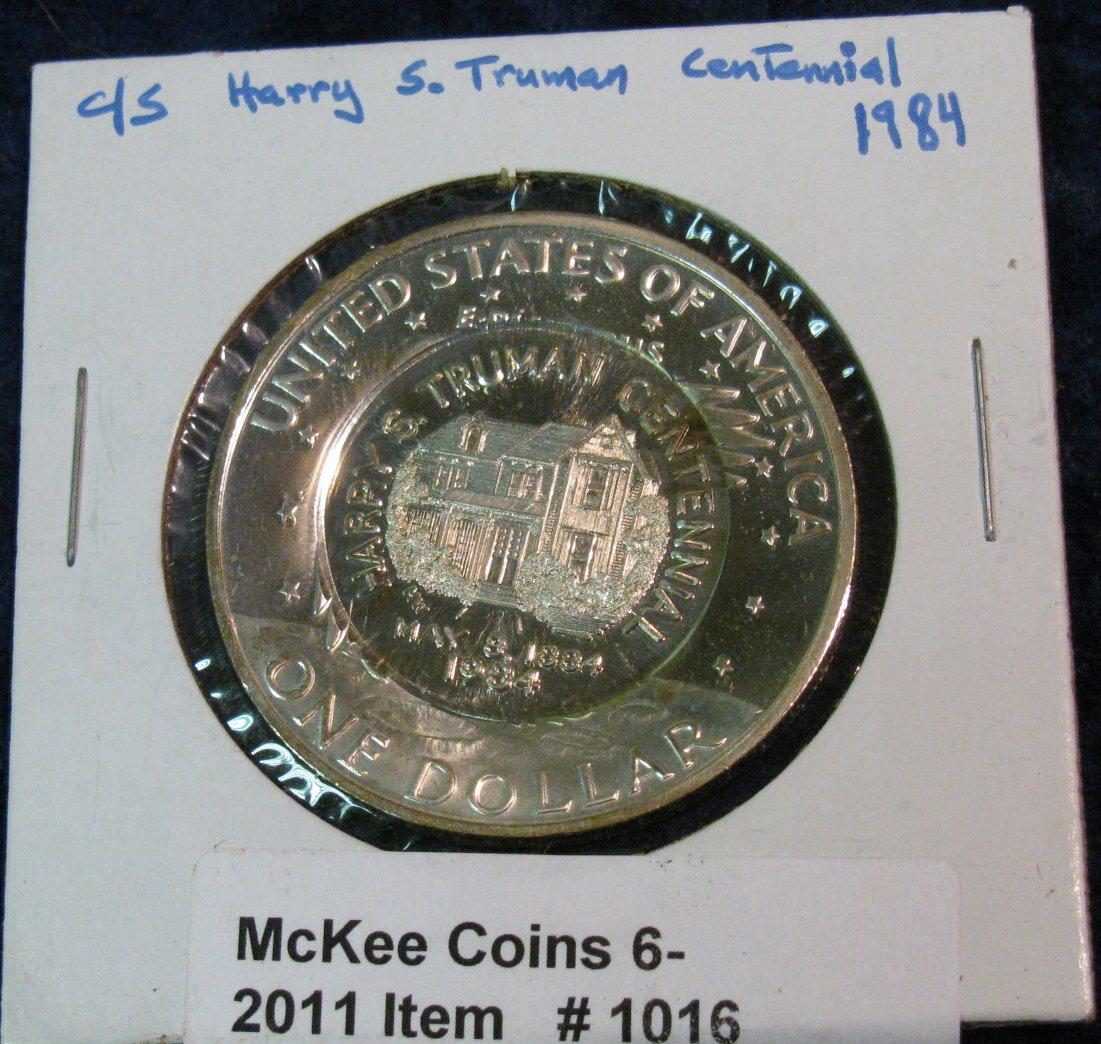 c/s Harry S. Truman Centennial
1984
UNITED STATES OF AMERICA
HARRY S. TRUMAN CENTENNIAL
MAY 8, 1884
1984
ONE DOLLAR
McKee Coins 6-
2011 Item # 1016